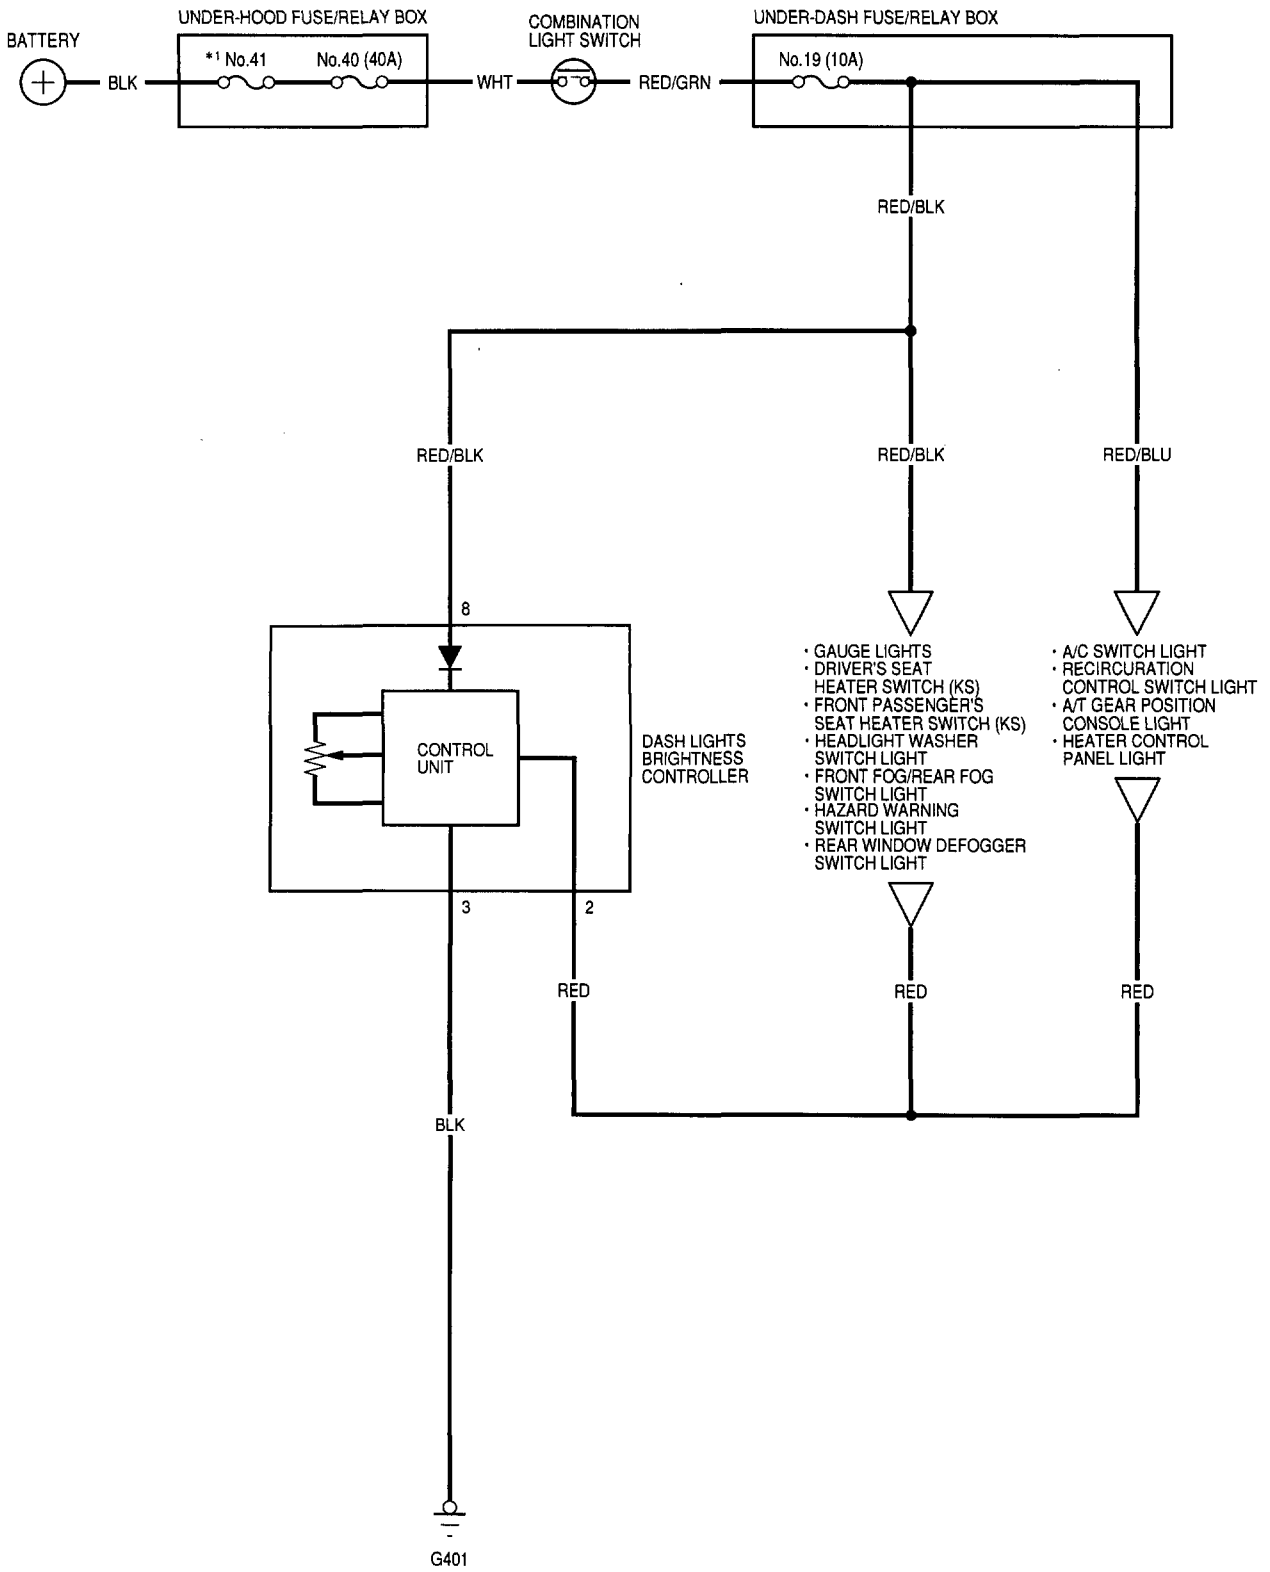 UNDER-HOOD FUSE/RELAY BOX
COMBINATION
LIGHT SWITCH
UNDER-DASH FUSE/RELAY BOX
BATTERY
*1 No.41
No.40 (40A)
No.19 (10A)
+
BLK
WHT
RED/GRN
RED/BLK
RED/BLK
RED/BLK
RED/BLU
8
CONTROL
UNIT
DASH LIGHTS
BRIGHTNESS
CONTROLLER
· GAUGE LIGHTS
· DRIVER'S SEAT
HEATER SWITCH (KS)
· FRONT PASSENGER'S
SEAT HEATER SWITCH (KS)
· HEADLIGHT WASHER
SWITCH LIGHT
· FRONT FOG/REAR FOG
SWITCH LIGHT
· HAZARD WARNING
SWITCH LIGHT
· REAR WINDOW DEFOGGER
SWITCH LIGHT
· A/C SWITCH LIGHT
· RECIRCURATION
CONTROL SWITCH LIGHT
· A/T GEAR POSITION
CONSOLE LIGHT
· HEATER CONTROL
PANEL LIGHT
3
2
RED
RED
RED
BLK
G401